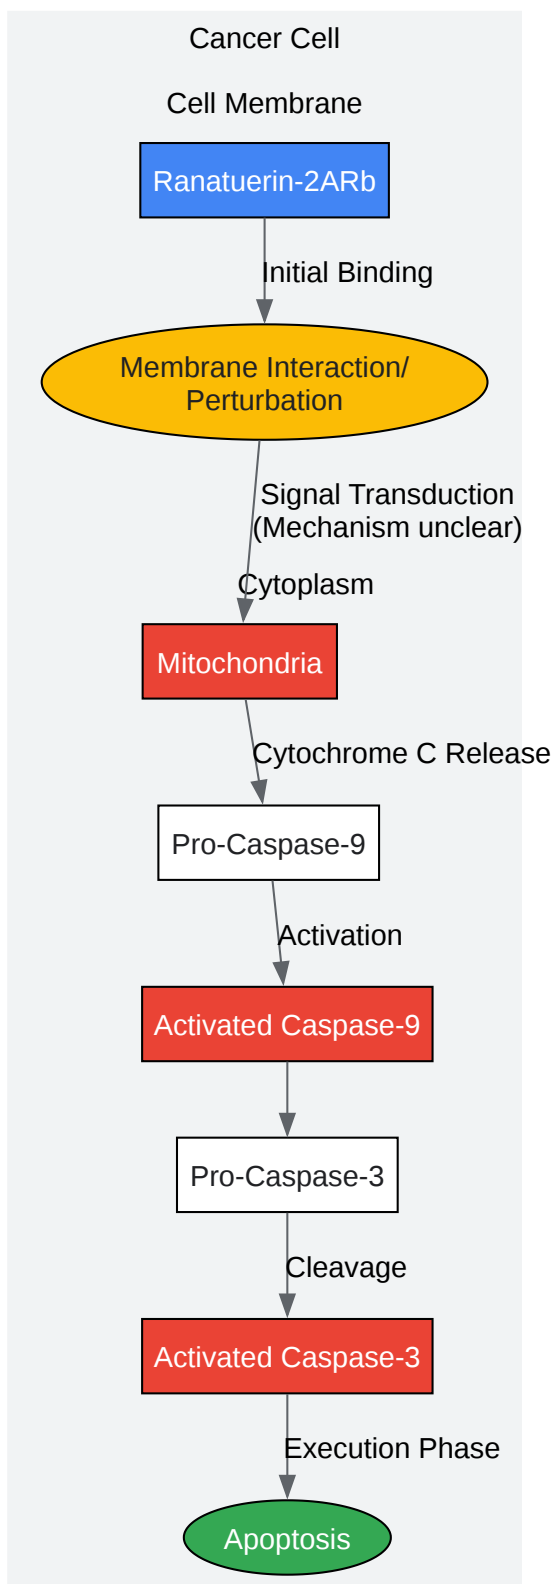 Cancer Cell
Cell Membrane
Ranatuerin-2ARb
Initial Binding
Membrane Interaction/
Perturbation
Signal Transduction
(Mechanism unclear)
Cytoplasm
Mitochondria
Cytochrome C Release
Pro-Caspase-9
Activation
Activated Caspase-9
Pro-Caspase-3
Cleavage
Activated Caspase-3
Execution Phase
Apoptosis